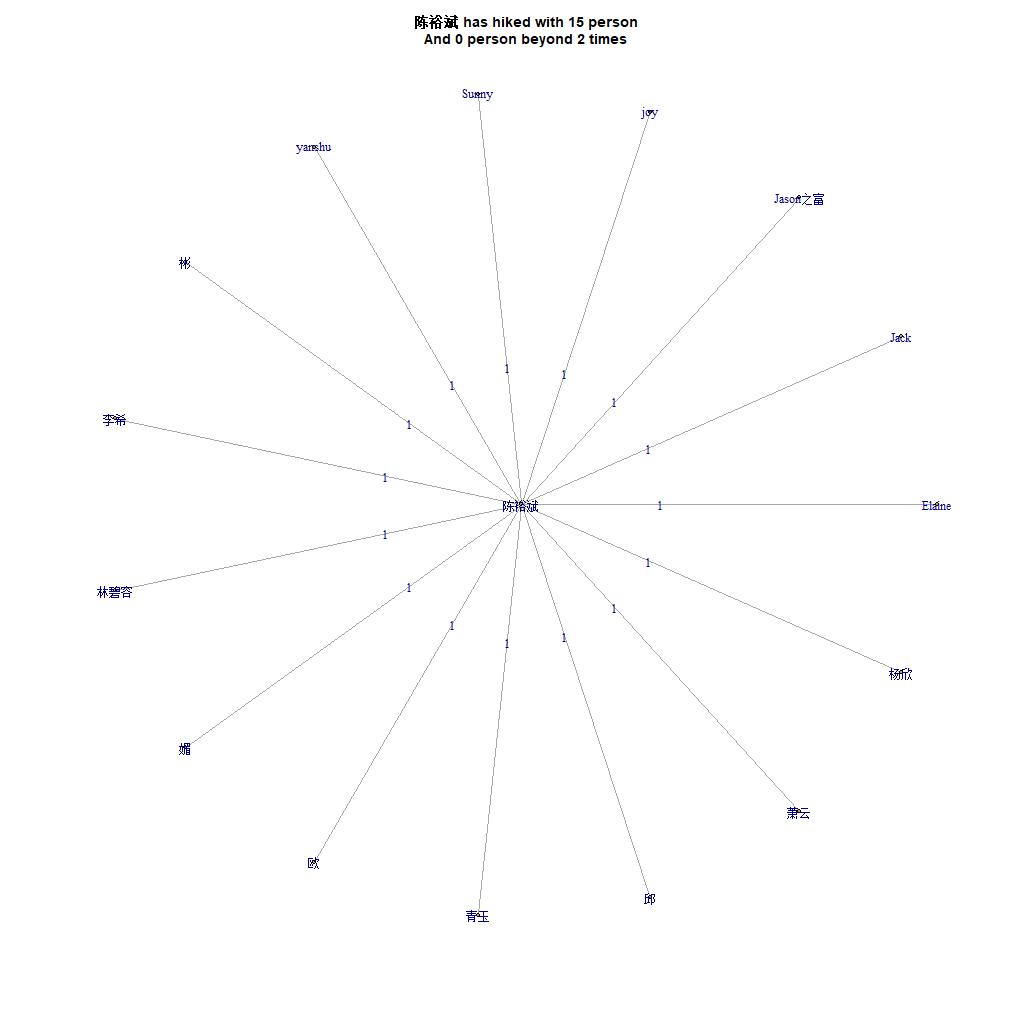 陈裕斌 has hiked with 15 person
And 0 person beyond 2 times
Sunny
joy
yanshu
Jason之富
彬
Jack
1
1
1
1
李希
1
1
1
陈裕斌
1
Elaine
1
1
林碧容
1
1
1
1
1
杨欣
媚
萧云
欧
邱
青玉